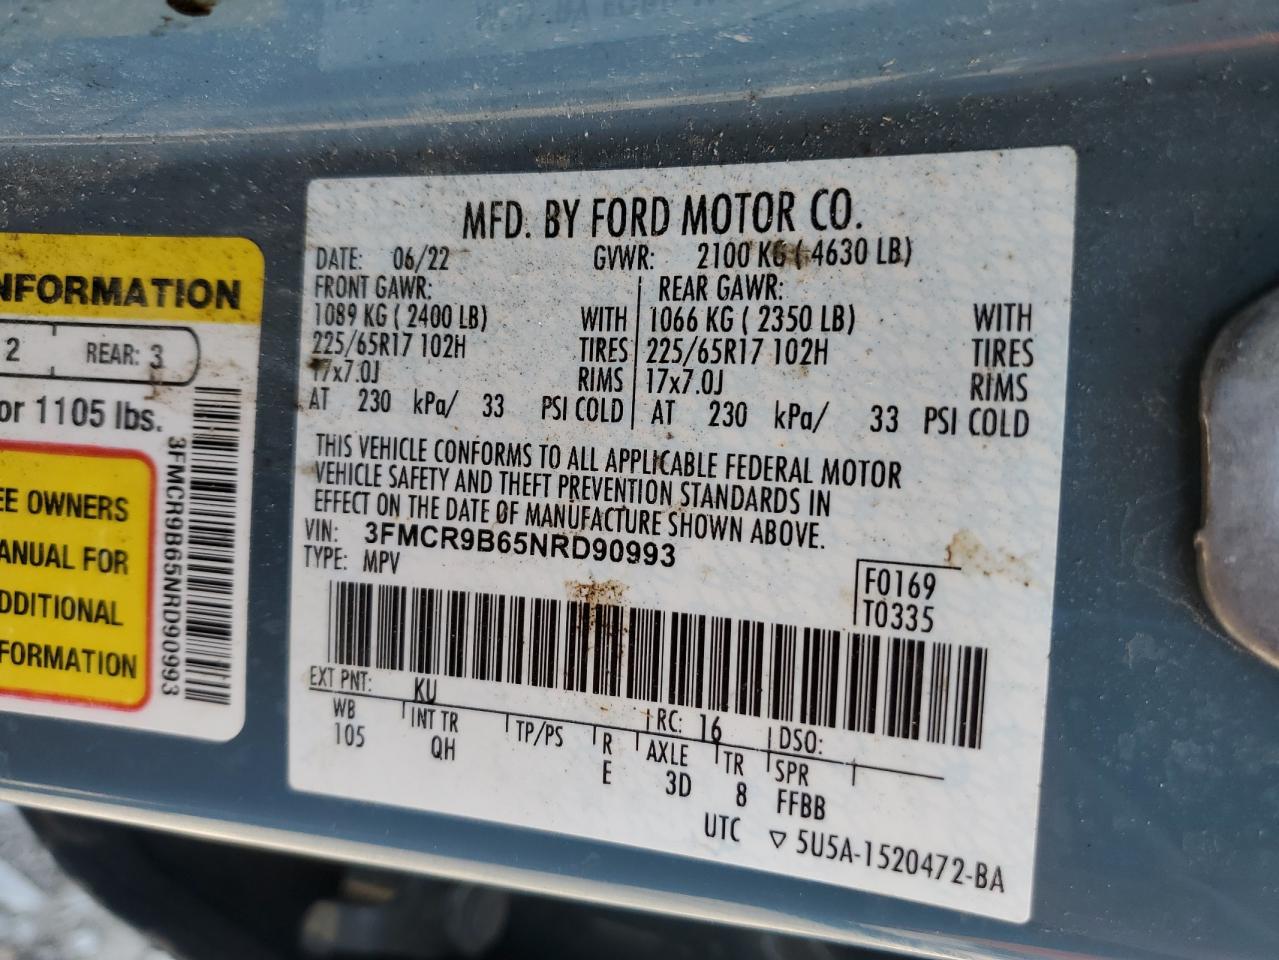 NFORMATION
2 REAR: 3
or 1105 lbs.
EE OWNERS
ANUAL FOR
DDITIONAL
FORMATION
3FMCR9B65NRD90993
MFD. BY FORD MOTOR CO.
DATE: 06/22 GVWR: 2100 KG ( 4630 LB)
FRONT GAWR: REAR GAWR:
1089 KG ( 2400 LB) WITH 1066 KG ( 2350 LB) WITH
225/65R17 102H TIRES 225/65R17 102H TIRES
17x7.0J RIMS 17x7.0J RIMS
AT 230 kPa/ 33 PSI COLD AT 230 kPa/ 33 PSI COLD
THIS VEHICLE CONFORMS TO ALL APPLICABLE FEDERAL MOTOR
VEHICLE SAFETY AND THEFT PREVENTION STANDARDS IN
EFFECT ON THE DATE OF MANUFACTURE SHOWN ABOVE.
VIN: 3FMCR9B65NRD90993
TYPE: MPV
F0169
T0335
EXT PNT: KU RC: 16 DSO:
WB INT TR TP/PS R AXLE TR SPR
105 QH E 3D 8 FFBB
UTC ▽ 5U5A-1520472-BA